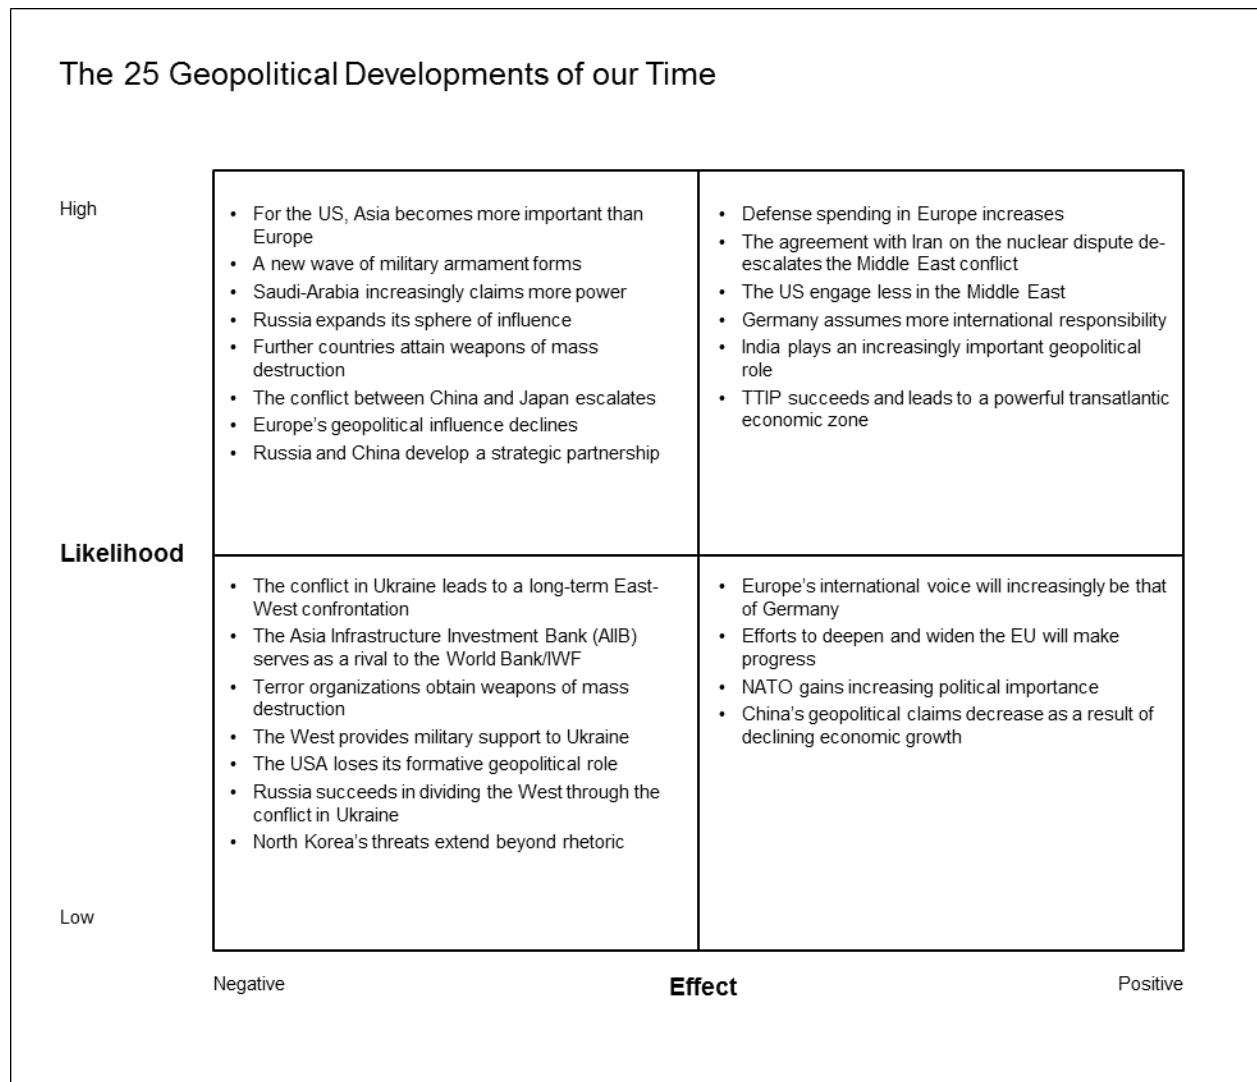 The 25 Geopolitical Developments of our Time
High
• For the US, Asia becomes more important than
Europe
• A new wave of military armament forms
• Saudi-Arabia increasingly claims more power
• Russia expands its sphere of influence
• Further countries attain weapons of mass
destruction
• The conflict between China and Japan escalates
• Europe's geopolitical influence declines
• Russia and China develop a strategic partnership
• Defense spending in Europe increases
• The agreement with Iran on the nuclear dispute de-
escalates the Middle East conflict
• The US engage less in the Middle East
• Germany assumes more international responsibility
• India plays an increasingly important geopolitical
role
• TTIP succeeds and leads to a powerful transatlantic
economic zone
Likelihood
• The conflict in Ukraine leads to a long-term East-
West confrontation
• The Asia Infrastructure Investment Bank (AIIB)
serves as a rival to the World Bank/IWF
• Terror organizations obtain weapons of mass
destruction
• The West provides military support to Ukraine
• The USA loses its formative geopolitical role
• Russia succeeds in dividing the West through the
conflict in Ukraine
• North Korea's threats extend beyond rhetoric
• Europe's international voice will increasingly be that
of Germany
• Efforts to deepen and widen the EU will make
progress
• NATO gains increasing political importance
• China's geopolitical claims decrease as a result of
declining economic growth
Low
Negative
Effect
Positive